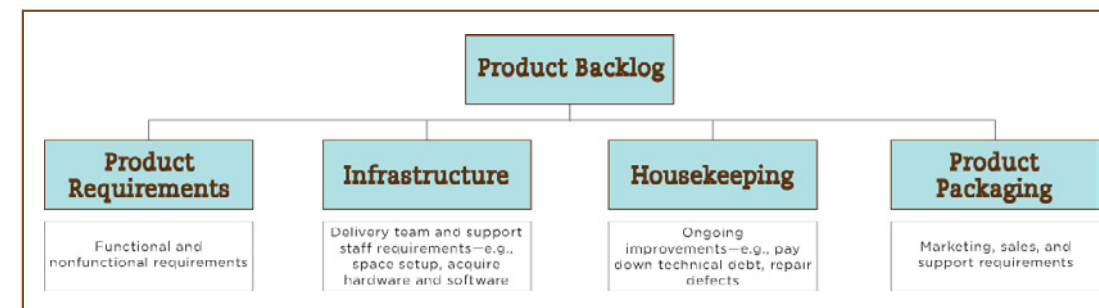 Product Backlog
Product
Requirements
Infrastructure
Housekeeping
Product
Packaging
Functional and
nonfunctional requirements
Delivery team and support
staff requirements—e.g.,
space setup, acquire
hardware and software
Ongoing
improvements—e.g., pay
down technical debt, repair
defects
Marketing, sales, and
support requirements